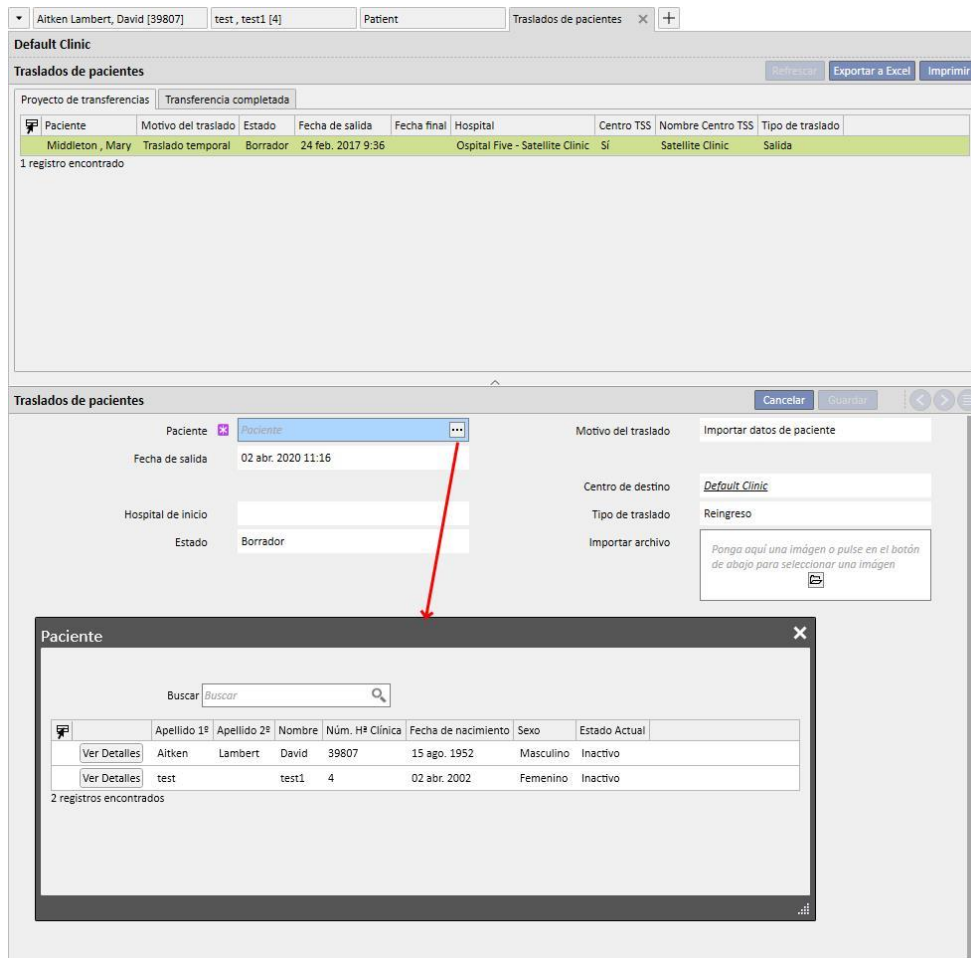 Aitken Lambert, David [39807] test , test1 [4] Patient Traslados de pacientes
Default Clinic
Traslados de pacientes Refrescar Exportar a Excel Imprimir
Proyecto de transferencias Transferencia completada
Paciente Motivo del traslado Estado Fecha de salida Fecha final Hospital Centro TSS Nombre Centro TSS Tipo de traslado
Middleton , Mary Traslado temporal Borrador 24 feb. 2017 9:36 Ospital Five - Satellite Clinic Sí Satellite Clinic Salida
1 registro encontrado
Traslados de pacientes Cancelar Guardar
Paciente Paciente ... Motivo del traslado Importar datos de paciente
Fecha de salida 02 abr. 2020 11:16
Centro de destino Default Clinic
Hospital de inicio Tipo de traslado Reingreso
Estado Borrador Importar archivo
Ponga aquí una imágen o pulse en el botón
de abajo para seleccionar una imágen
Paciente
Buscar Buscar
Apellido 1º Apellido 2º Nombre Núm. Hª Clínica Fecha de nacimiento Sexo Estado Actual
Ver Detalles Aitken Lambert David 39807 15 ago. 1952 Masculino Inactivo
Ver Detalles test test1 4 02 abr. 2002 Femenino Inactivo
2 registros encontrados